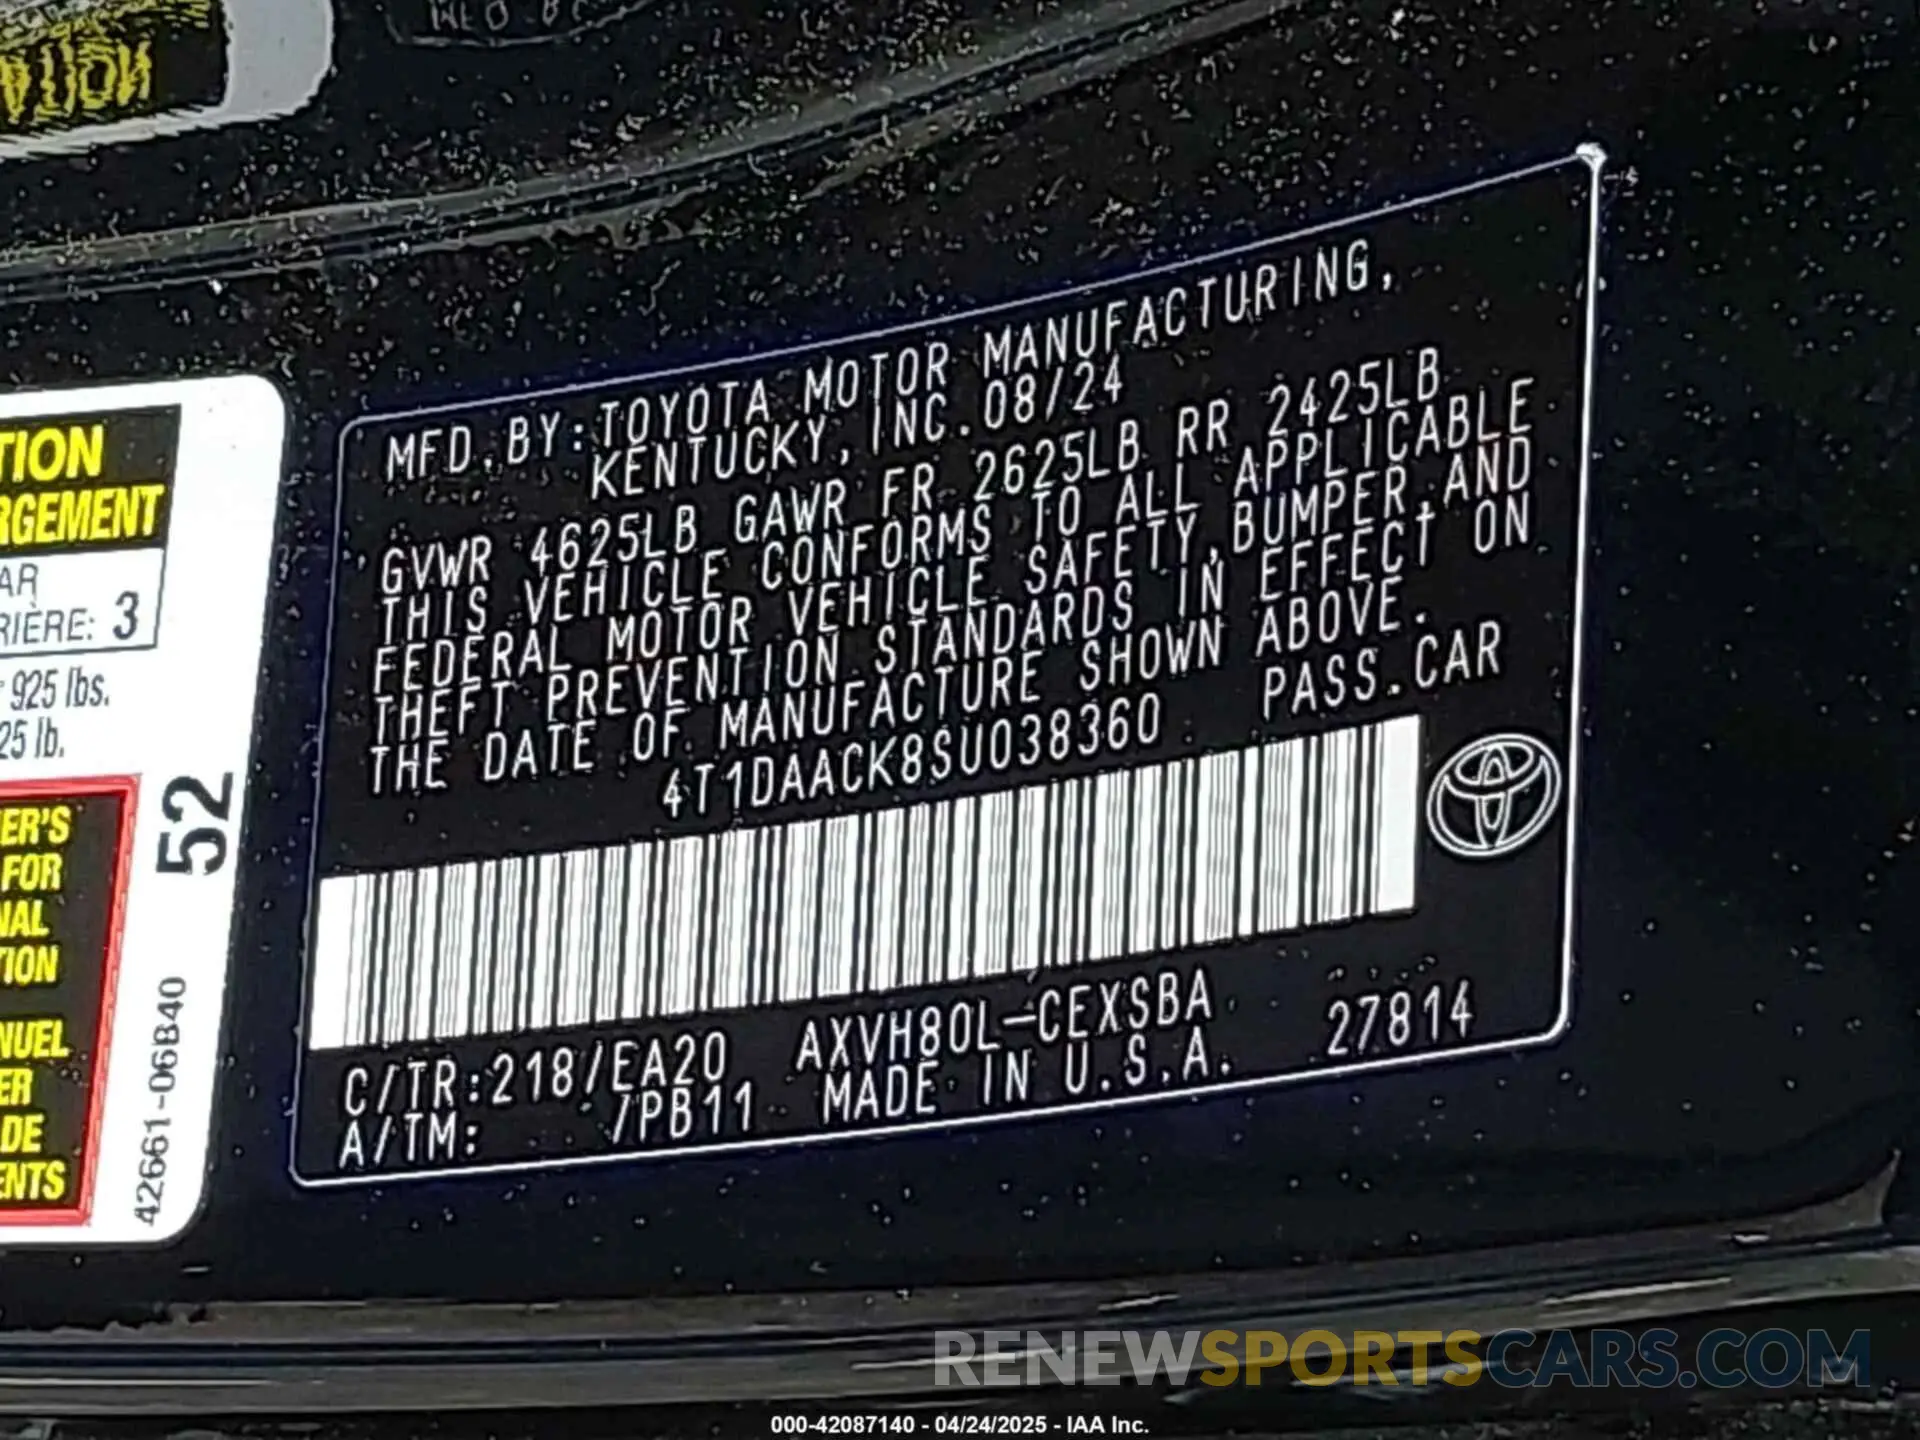 TION
RGEMENT
AR
RIÈRE: 3
925 lbs.
25 lb.
ER'S
FOR
NAL
TION
NUEL
ER
DE
ENTS
52
42661-06B40
MFD. BY: TOYOTA MOTOR MANUFACTURING,
KENTUCKY, INC. 08/24
GVWR 4625LB GAWR FR 2625LB RR 2425LB
THIS VEHICLE CONFORMS TO ALL APPLICABLE
FEDERAL MOTOR VEHICLE SAFETY, BUMPER, AND
THEFT PREVENTION STANDARDS IN EFFECT ON
THE DATE OF MANUFACTURE SHOWN ABOVE.
4T1DAACK8SU038360 PASS. CAR
C/TR: 218/EA20 AXVH80L-CEXSBA 27814
A/TM: /PB11 MADE IN U.S.A.
RENEWSPORTSCARS.COM
000-42087140 - 04/24/2025 - IAA Inc.